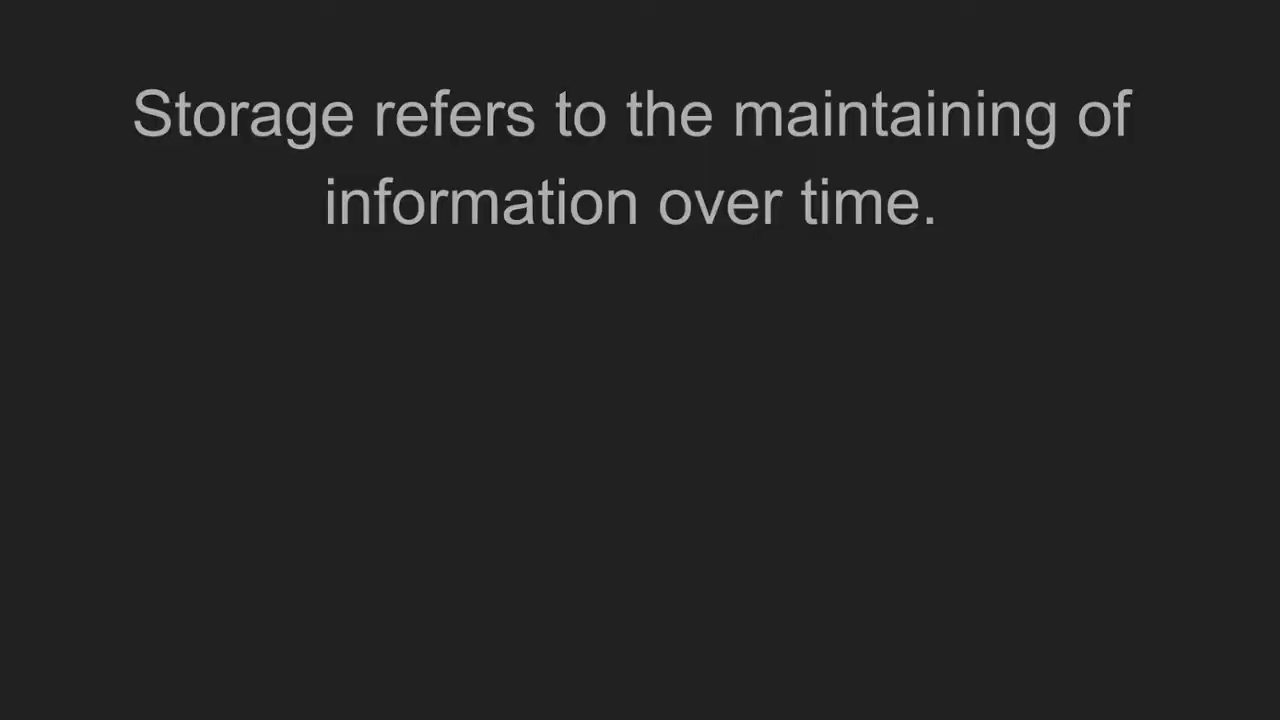 Storage refers to the maintaining of
information over time.